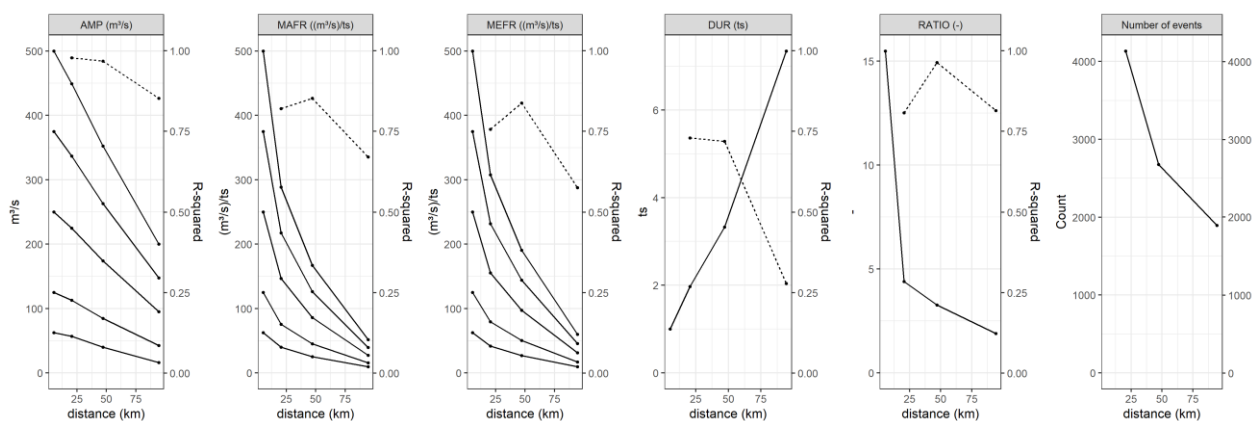 AMP (m³/s)
m³/s
500
400
300
200
100
0
1.00
0.75
0.50
0.25
0.00
R-squared
25 50 75
distance (km)
MAFR ((m³/s)/ts)
(m³/s)/ts
500
400
300
200
100
0
1.00
0.75
0.50
0.25
0.00
R-squared
25 50 75
distance (km)
MEFR ((m³/s)/ts)
(m³/s)/ts
500
400
300
200
100
0
1.00
0.75
0.50
0.25
0.00
R-squared
25 50 75
distance (km)
DUR (ts)
ts
6
4
2
0
1.00
0.75
0.50
0.25
0.00
R-squared
25 50 75
distance (km)
RATIO (-)
-
15
10
5
0
1.00
0.75
0.50
0.25
0.00
R-squared
25 50 75
distance (km)
Number of events
Count
4000
3000
2000
1000
0
4000
3000
2000
1000
0
25 50 75
distance (km)